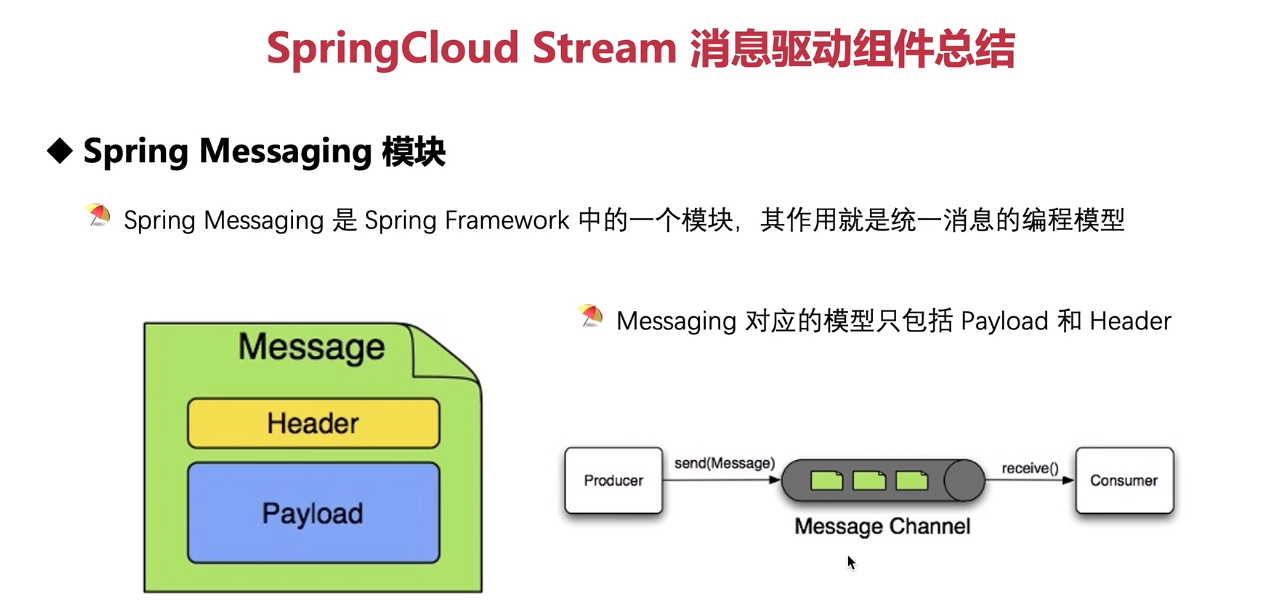 SpringCloud Stream 消息驱动组件总结
◆ Spring Messaging 模块
Spring Messaging 是 Spring Framework 中的一个模块，其作用就是统一消息的编程模型
Messaging 对应的模型只包括 Payload 和 Header
Message
Header
Payload
Producer
send(Message)
Message Channel
receive()
Consumer